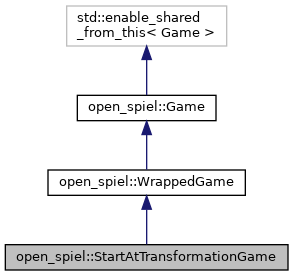 std::enable_shared
_from_this< Game >
open_spiel::Game
open_spiel::WrappedGame
open_spiel::StartAtTransformationGame